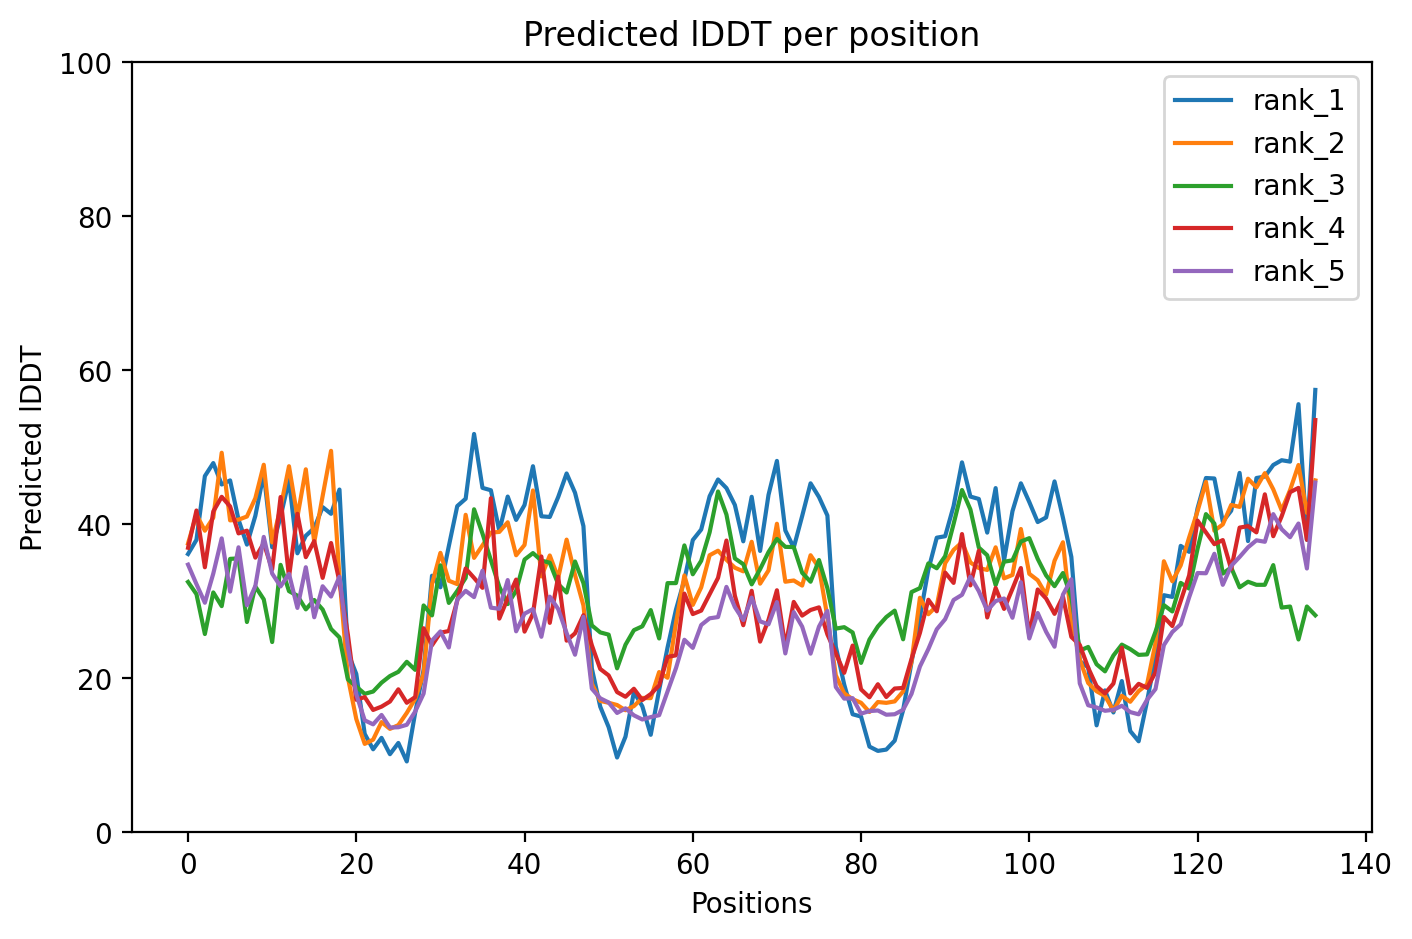 Predicted lDDT per position
100
80
60
40
20
0
Predicted lDDT
rank_1
rank_2
rank_3
rank_4
rank_5
0 20 40 60 80 100 120 140
Positions